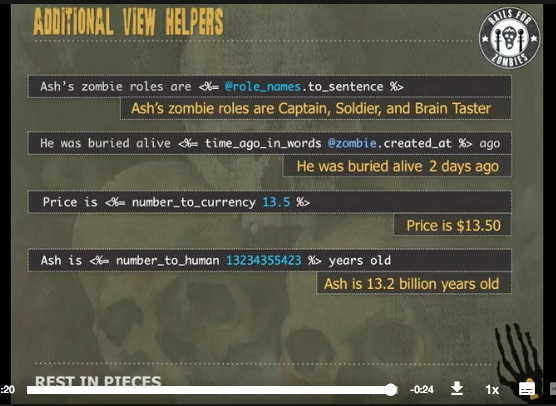 ADDITIONAL VIEW HELPERS
RAILS FOR ZOMBIES
Ash's zombie roles are <%= @role_names.to_sentence %>
Ash's zombie roles are Captain, Soldier, and Brain Taster
He was buried alive <%= time_ago_in_words @zombie.created_at %> ago
He was buried alive 2 days ago
Price is <%= number_to_currency 13.5 %>
Price is $13.50
Ash is <%= number_to_human 13234355423 %> years old
Ash is 13.2 billion years old
REST IN PIECES
:20
-0:24
1x